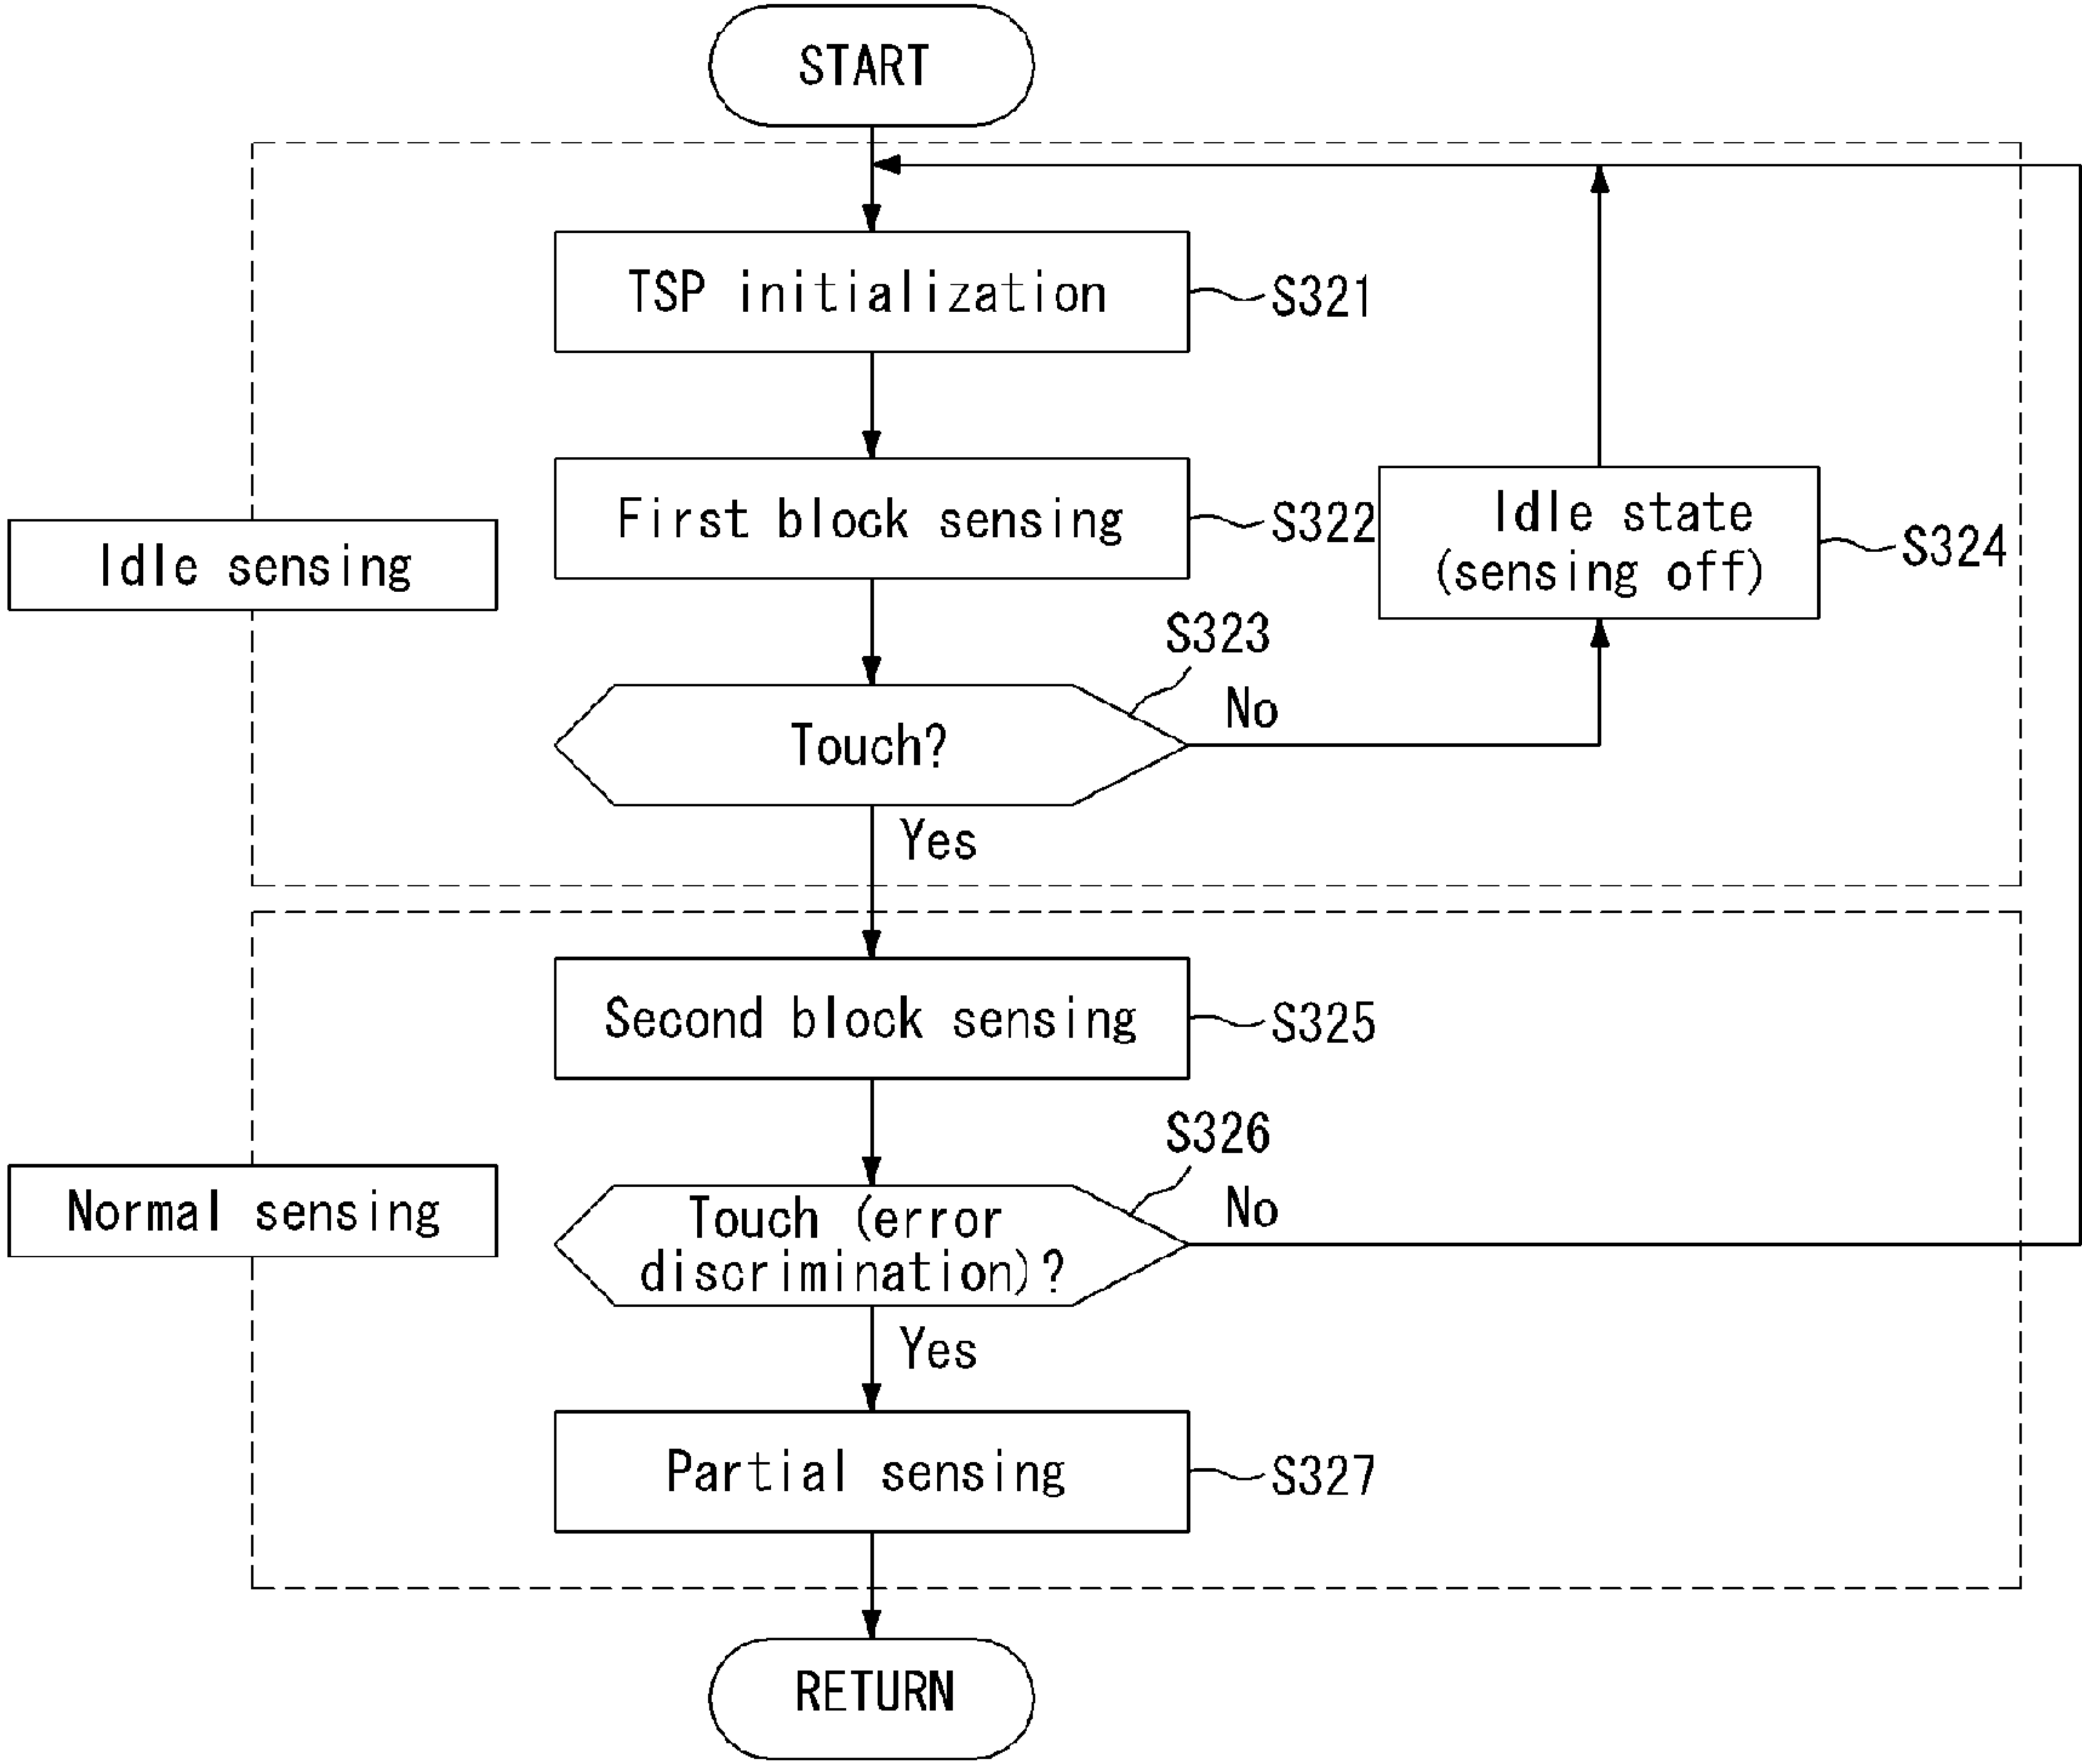 START
TSP initialization
S321
First block sensing
S322
Idle state
(sensing off)
S324
Idle sensing
S323
Touch?
No
Yes
Second block sensing
S325
S326
Normal sensing
Touch (error
discrimination)?
No
Yes
Partial sensing
S327
RETURN